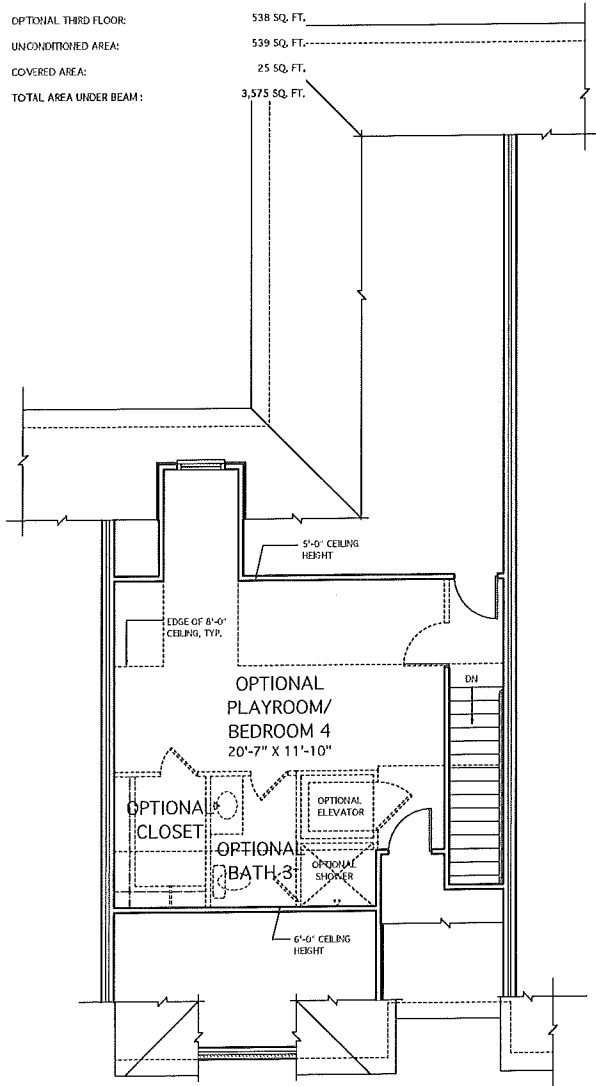 OPTIONAL THIRD FLOOR: 538 SQ. FT.
UNCONDITIONED AREA: 539 SQ. FT.
COVERED AREA: 25 SQ. FT.
TOTAL AREA UNDER BEAM: 3,575 SQ. FT.
5'-0" CEILING
HEIGHT
EDGE OF 8'-0"
CEILING, TYP.
DN
OPTIONAL
PLAYROOM/
BEDROOM 4
20'-7" X 11'-10"
OPTIONAL
CLOSET
OPTIONAL
ELEVATOR
OPTIONAL
BATH 3
OPTIONAL
SHOWER
6'-0" CEILING
HEIGHT